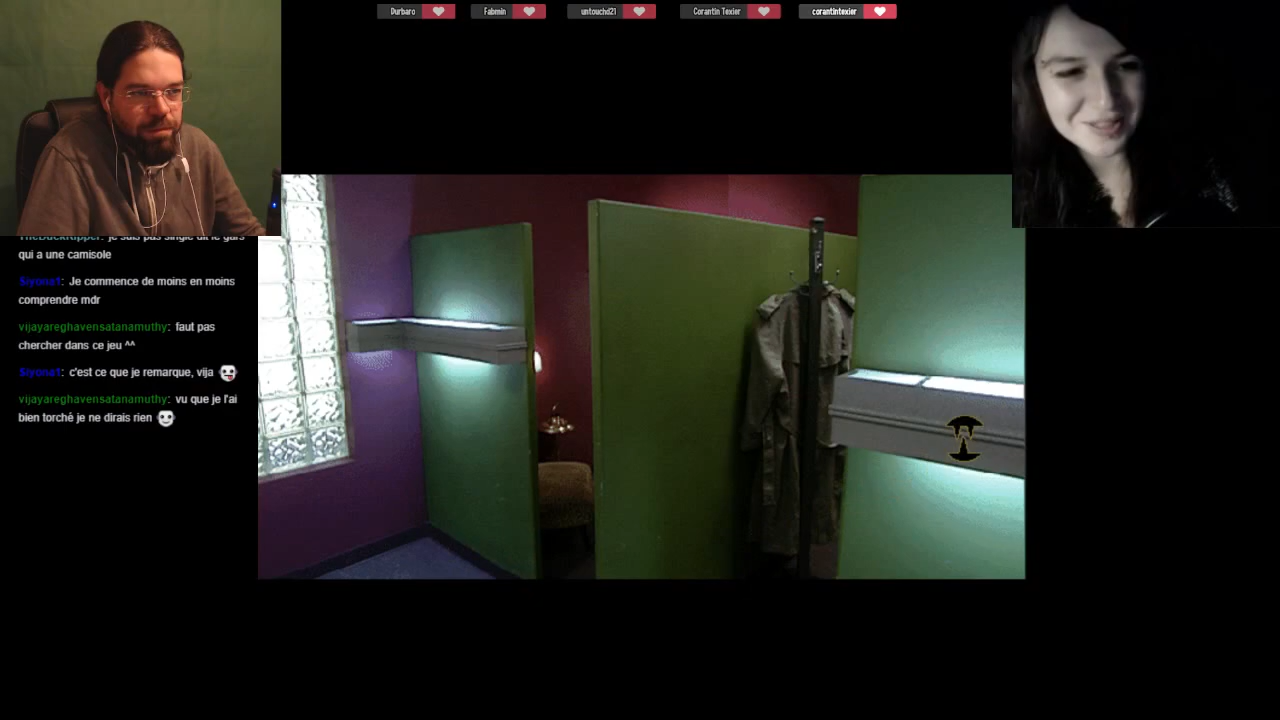 Durbaro
Fabmin
untouchd21
Corantin Texier
corantintexier
TheDuckRipper: je suis pas single dit le gars
qui a une camisole
Siyona1: Je commence de moins en moins
comprendre mdr
vijayareghavensatanamuthy: faut pas
chercher dans ce jeu ^^
Siyona1: c'est ce que je remarque, vija
vijayareghavensatanamuthy: vu que je l'ai
bien torché je ne dirais rien